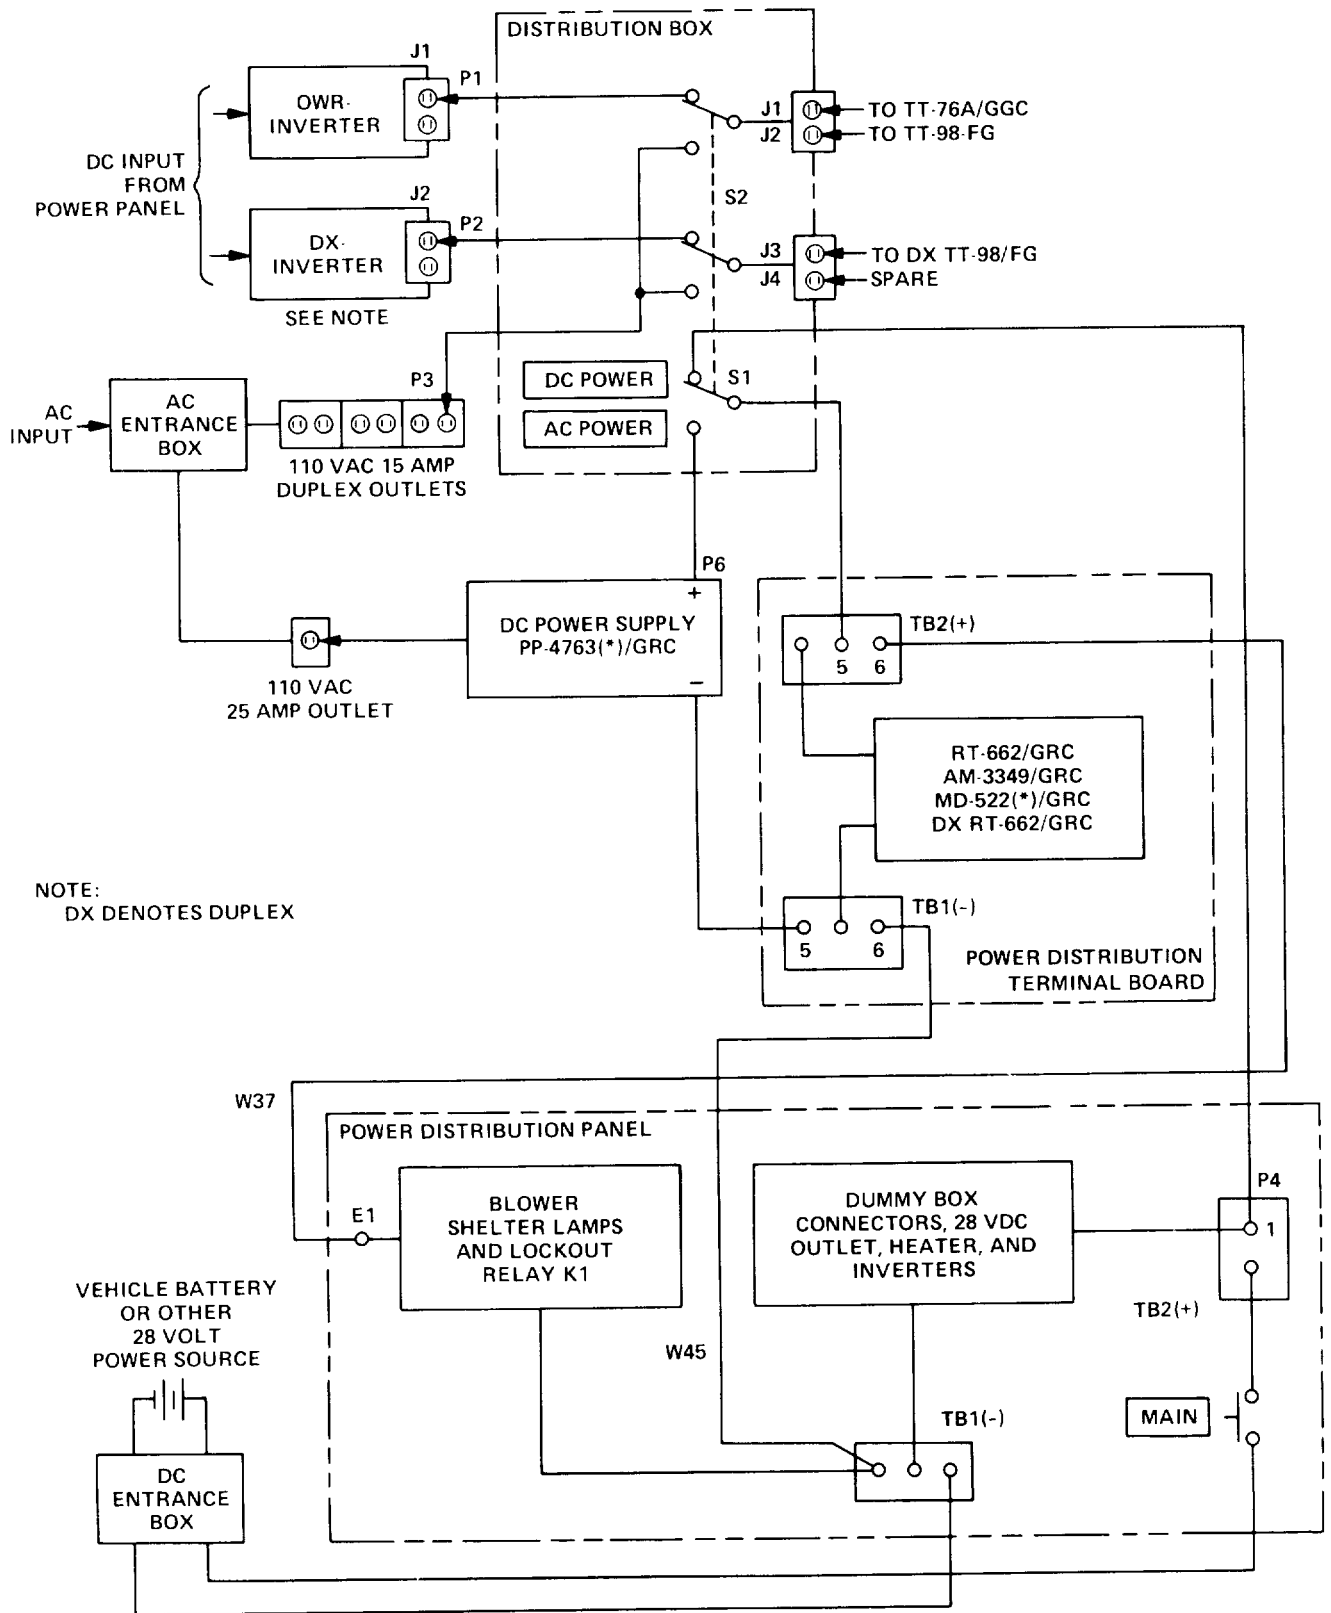 DISTRIBUTION BOX
J1
P1
OWR-
INVERTER
J1
J2
TO TT-76A/GGC
TO TT-98-FG
DC INPUT
FROM
POWER PANEL
S2
J2
P2
DX-
INVERTER
J3
J4
TO DX TT-98/FG
SPARE
SEE NOTE
P3
DC POWER
S1
AC POWER
AC
INPUT
AC
ENTRANCE
BOX
110 VAC 15 AMP
DUPLEX OUTLETS
P6
+
DC POWER SUPPLY
PP-4763(*)/GRC
−
110 VAC
25 AMP OUTLET
TB2(+)
5 6
RT-662/GRC
AM-3349/GRC
MD-522(*)/GRC
DX RT-662/GRC
NOTE:
DX DENOTES DUPLEX
TB1(-)
5 6
POWER DISTRIBUTION
TERMINAL BOARD
W37
POWER DISTRIBUTION PANEL
E1
BLOWER
SHELTER LAMPS
AND LOCKOUT
RELAY K1
DUMMY BOX
CONNECTORS, 28 VDC
OUTLET, HEATER, AND
INVERTERS
P4
1
TB2(+)
VEHICLE BATTERY
OR OTHER
28 VOLT
POWER SOURCE
W45
MAIN
TB1(-)
DC
ENTRANCE
BOX